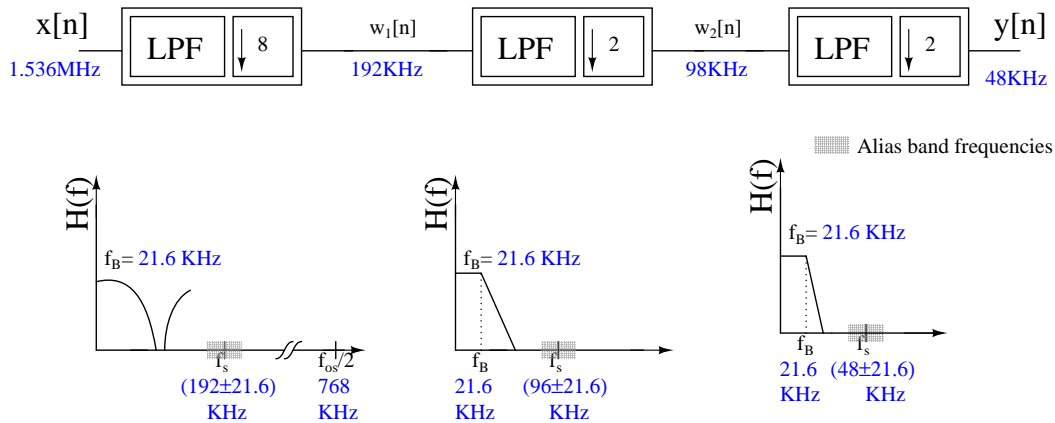 x[n]
LPF
8
w1[n]
LPF
2
w2[n]
LPF
2
y[n]
1.536MHz
192KHz
98KHz
48KHz
Alias band frequencies
H(f)
fB= 21.6 KHz
fs
fos/2
(192±21.6)
KHz
768
KHz
H(f)
fB= 21.6 KHz
fB
fs
21.6
KHz
(96±21.6)
KHz
H(f)
fB= 21.6 KHz
fB
fs
21.6
KHz
(48±21.6)
KHz